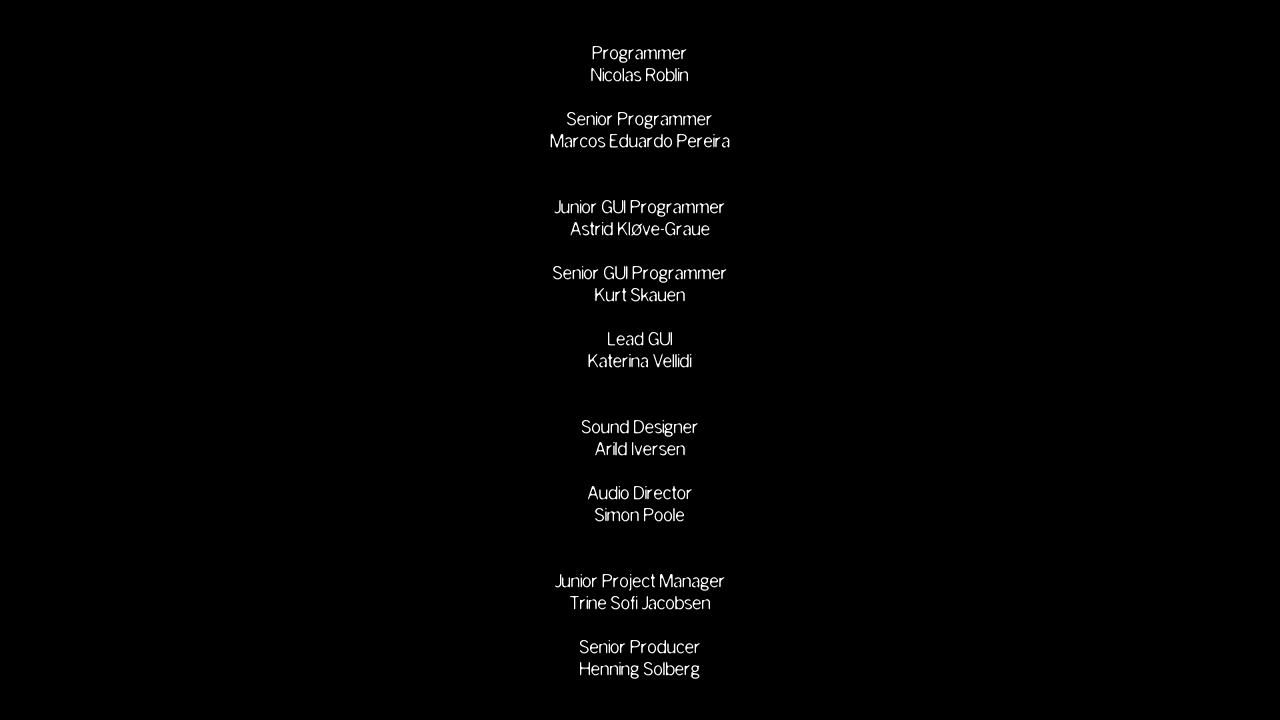 Programmer
Nicolas Roblin
Senior Programmer
Marcos Eduardo Pereira
Junior GUI Programmer
Astrid Kløve-Graue
Senior GUI Programmer
Kurt Skauen
Lead GUI
Katerina Vellidi
Sound Designer
Arild Iversen
Audio Director
Simon Poole
Junior Project Manager
Trine Sofi Jacobsen
Senior Producer
Henning Solberg